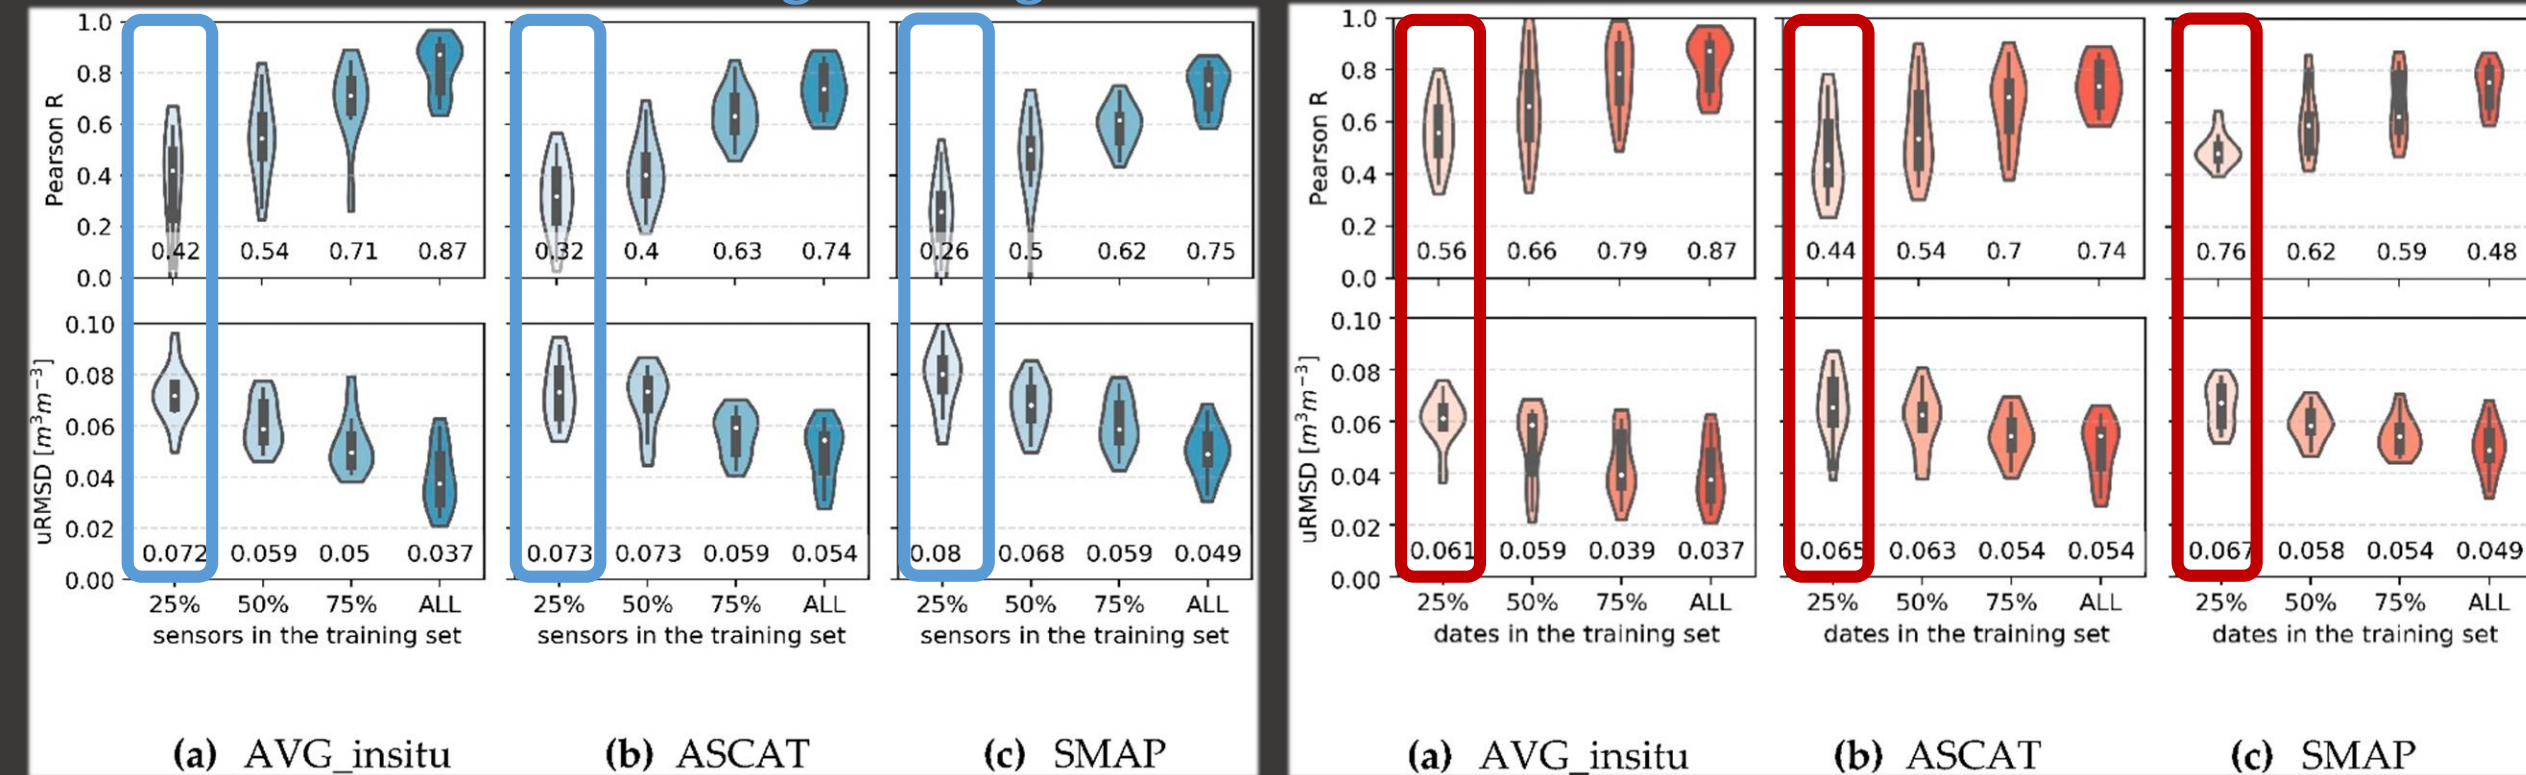 1.0
0.8
0.6
0.4
0.2
0.0
Pearson R
0.42 0.54 0.71 0.87
0.32 0.4 0.63 0.74
0.26 0.5 0.62 0.75
0.10
0.08
0.06
0.04
0.02
0.00
uRMSD [m³m⁻³]
0.072 0.059 0.05 0.037
0.073 0.073 0.059 0.054
0.08 0.068 0.059 0.049
25% 50% 75% ALL
25% 50% 75% ALL
25% 50% 75% ALL
sensors in the training set
sensors in the training set
sensors in the training set
(a) AVG_insitu
(b) ASCAT
(c) SMAP
1.0
0.8
0.6
0.4
0.2
0.0
Pearson R
0.56 0.66 0.79 0.87
0.44 0.54 0.7 0.74
0.76 0.62 0.59 0.48
0.10
0.08
0.06
0.04
0.02
0.00
uRMSD [m³m⁻³]
0.061 0.059 0.039 0.037
0.065 0.063 0.054 0.054
0.067 0.058 0.054 0.049
25% 50% 75% ALL
25% 50% 75% ALL
25% 50% 75% ALL
dates in the training set
dates in the training set
dates in the training set
(a) AVG_insitu
(b) ASCAT
(c) SMAP